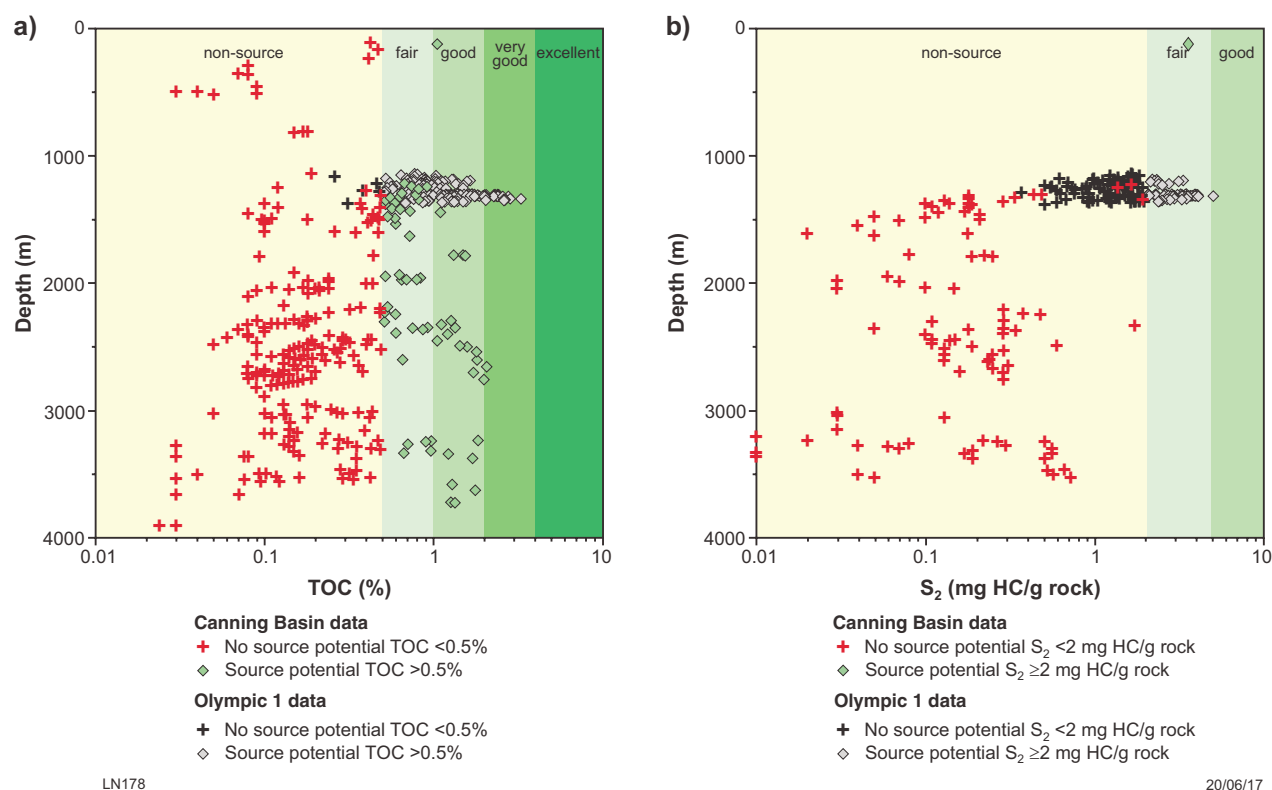 a)
non-source
fair
good
very
good
excellent
0
1000
2000
3000
4000
Depth (m)
0.01
0.1
1
10
TOC (%)
Canning Basin data
No source potential TOC <0.5%
Source potential TOC >0.5%
Olympic 1 data
No source potential TOC <0.5%
Source potential TOC >0.5%
LN178
b)
non-source
fair
good
0
1000
2000
3000
4000
Depth (m)
0.01
0.1
1
10
S₂ (mg HC/g rock)
Canning Basin data
No source potential S₂ <2 mg HC/g rock
Source potential S₂ ≥2 mg HC/g rock
Olympic 1 data
No source potential S₂ <2 mg HC/g rock
Source potential S₂ ≥2 mg HC/g rock
20/06/17